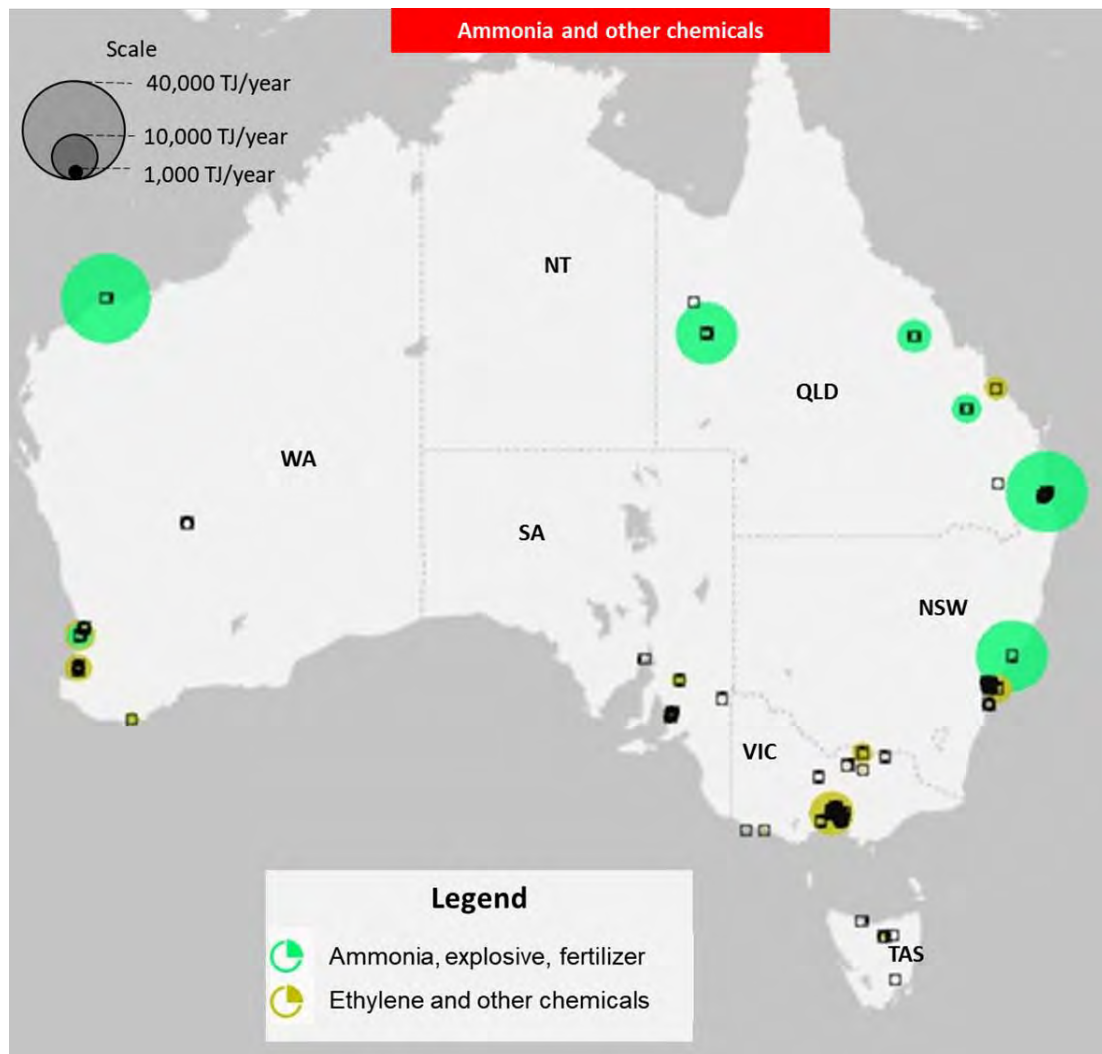 Ammonia and other chemicals
Scale
40,000 TJ/year
10,000 TJ/year
1,000 TJ/year
NT
QLD
WA
SA
NSW
VIC
TAS
Legend
Ammonia, explosive, fertilizer
Ethylene and other chemicals